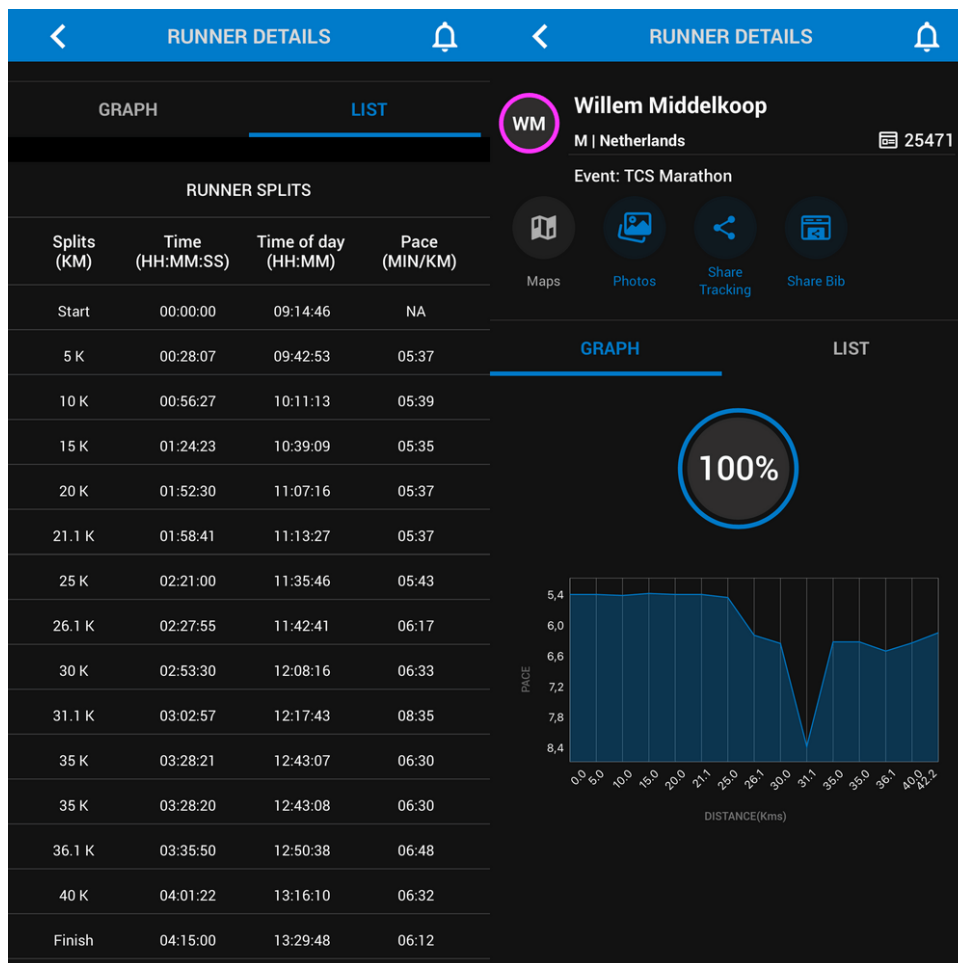 RUNNER DETAILS
GRAPH LIST
RUNNER SPLITS
Splits (KM) Time (HH:MM:SS) Time of day (HH:MM) Pace (MIN/KM)
Start 00:00:00 09:14:46 NA
5 K 00:28:07 09:42:53 05:37
10 K 00:56:27 10:11:13 05:39
15 K 01:24:23 10:39:09 05:35
20 K 01:52:30 11:07:16 05:37
21.1 K 01:58:41 11:13:27 05:37
25 K 02:21:00 11:35:46 05:43
26.1 K 02:27:55 11:42:41 06:17
30 K 02:53:30 12:08:16 06:33
31.1 K 03:02:57 12:17:43 08:35
35 K 03:28:21 12:43:07 06:30
35 K 03:28:20 12:43:08 06:30
36.1 K 03:35:50 12:50:38 06:48
40 K 04:01:22 13:16:10 06:32
Finish 04:15:00 13:29:48 06:12
RUNNER DETAILS
WM
Willem Middelkoop
M | Netherlands 25471
Event: TCS Marathon
Maps Photos Share Tracking Share Bib
GRAPH LIST
100%
5,4
6,0
6,6
7,2
7,8
8,4
PACE
0.0 5.0 10.0 15.0 20.0 21.1 25.0 26.1 30.0 31.1 35.0 35.0 36.1 40.0 42.2
DISTANCE(Kms)